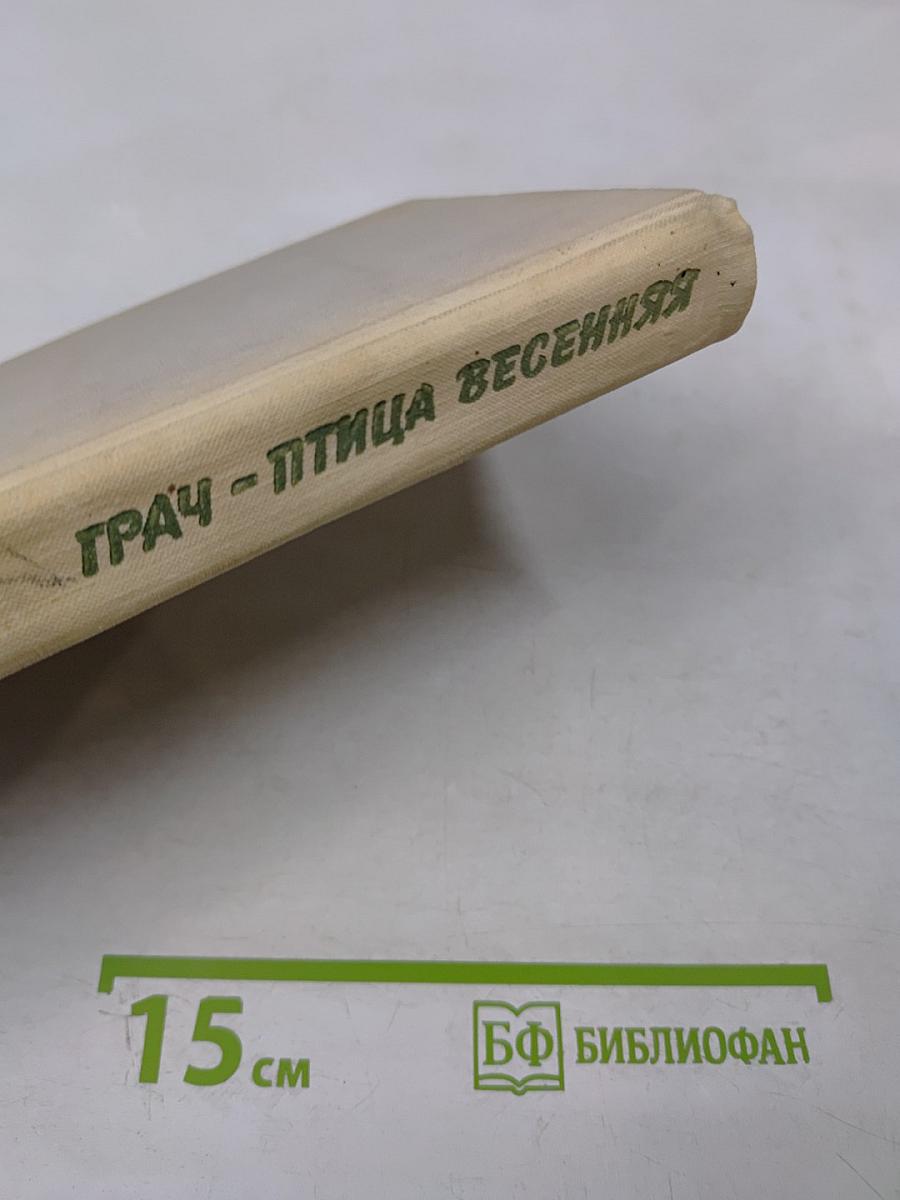 ГРАЧ - ПТИЦА ВЕСЕННЯЯ
15 см
БФ БИБЛИОФАН